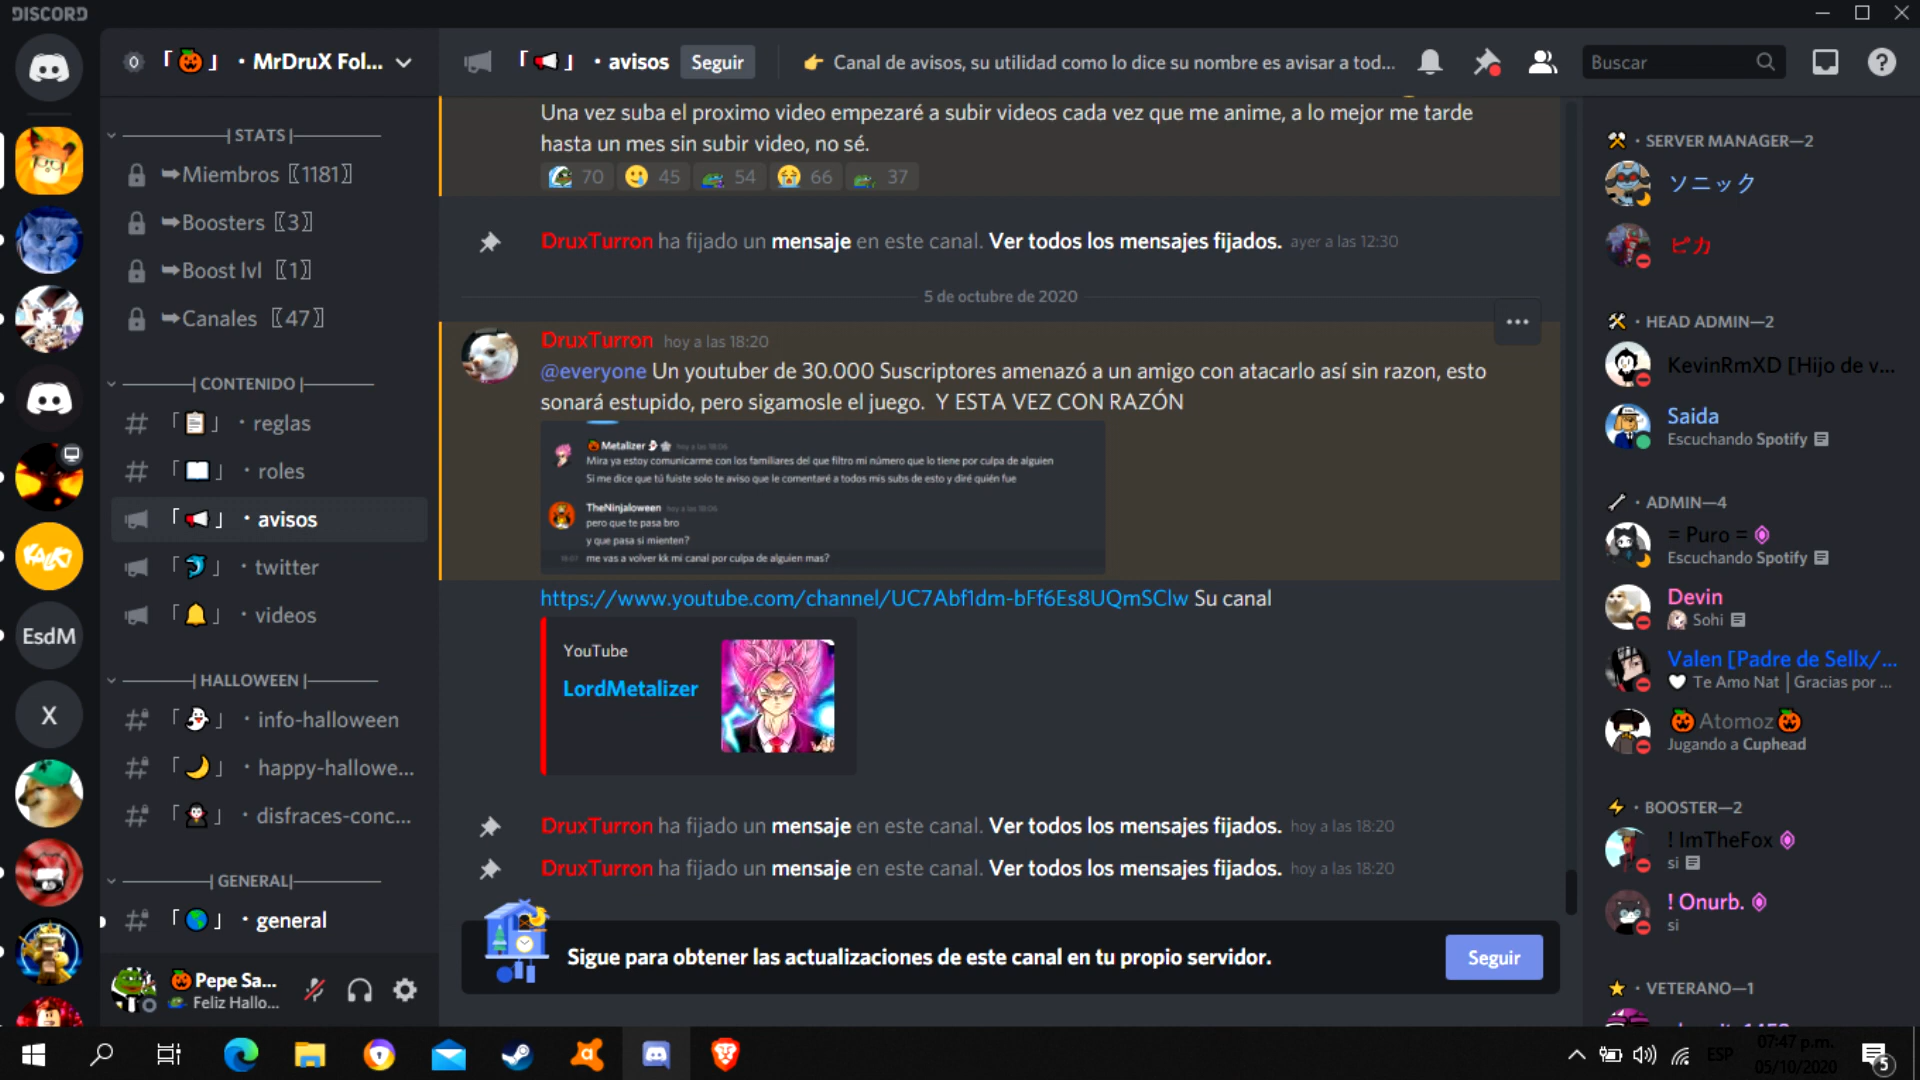 DISCORD
「🎃」 • MrDruX Fol...
「📢」 • avisos
Seguir
👉 Canal de avisos, su utilidad como lo dice su nombre es avisar a tod...
Buscar
| STATS |
➥Miembros 〖1181〗
➥Boosters 〖3〗
➥Boost lvl 〖1〗
➥Canales 〖47〗
| CONTENIDO |
「📋」 • reglas
「📖」 • roles
「📢」 • avisos
「🐬」 • twitter
「🔔」 • videos
| HALLOWEEN |
「👻」 • info-halloween
「🌙」 • happy-hallowe...
「🧛」 • disfraces-conc...
| GENERAL|
「🌎」 • general
EsdM
X
🎃 Pepe Sa...
Feliz Hallo...
Una vez suba el proximo video empezaré a subir videos cada vez que me anime, a lo mejor me tarde
hasta un mes sin subir video, no sé.
70 45 54 66 37
DruxTurron ha fijado un mensaje en este canal. Ver todos los mensajes fijados. ayer a las 12:30
5 de octubre de 2020
DruxTurron hoy a las 18:20
@everyone Un youtuber de 30.000 Suscriptores amenazó a un amigo con atacarlo así sin razon, esto
sonará estupido, pero sigamosle el juego. Y ESTA VEZ CON RAZÓN
Metalizer hoy a las 18:06
Mira ya estoy comunicarme con los familiares del que filtro mi número que lo tiene por culpa de alguien
Si me dice que tú fuiste solo te aviso que le comentaré a todos mis subs de esto y diré quién fue
TheNinjaloween hoy a las 18:06
pero que te pasa bro
y que pasa si mienten?
me vas a volver kk mi canal por culpa de alguien mas?
https://www.youtube.com/channel/UC7Abf1dm-bFf6Es8UQmSClw Su canal
YouTube
LordMetalizer
DruxTurron ha fijado un mensaje en este canal. Ver todos los mensajes fijados. hoy a las 18:20
DruxTurron ha fijado un mensaje en este canal. Ver todos los mensajes fijados. hoy a las 18:20
Sigue para obtener las actualizaciones de este canal en tu propio servidor.
Seguir
• SERVER MANAGER—2
ソニック
ピカ
• HEAD ADMIN—2
KevinRmXD [Hijo de v...
Saida
Escuchando Spotify
• ADMIN—4
= Puro =
Escuchando Spotify
Devin
Sohi
Valen [Padre de Sellx/...
Te Amo Nat | Gracias por ...
🎃Atomoz🎃
Jugando a Cuphead
• BOOSTER—2
! ImTheFox
si
! Onurb.
si
• VETERANO—1
ESP
07:47 p.m.
05/10/2020
5